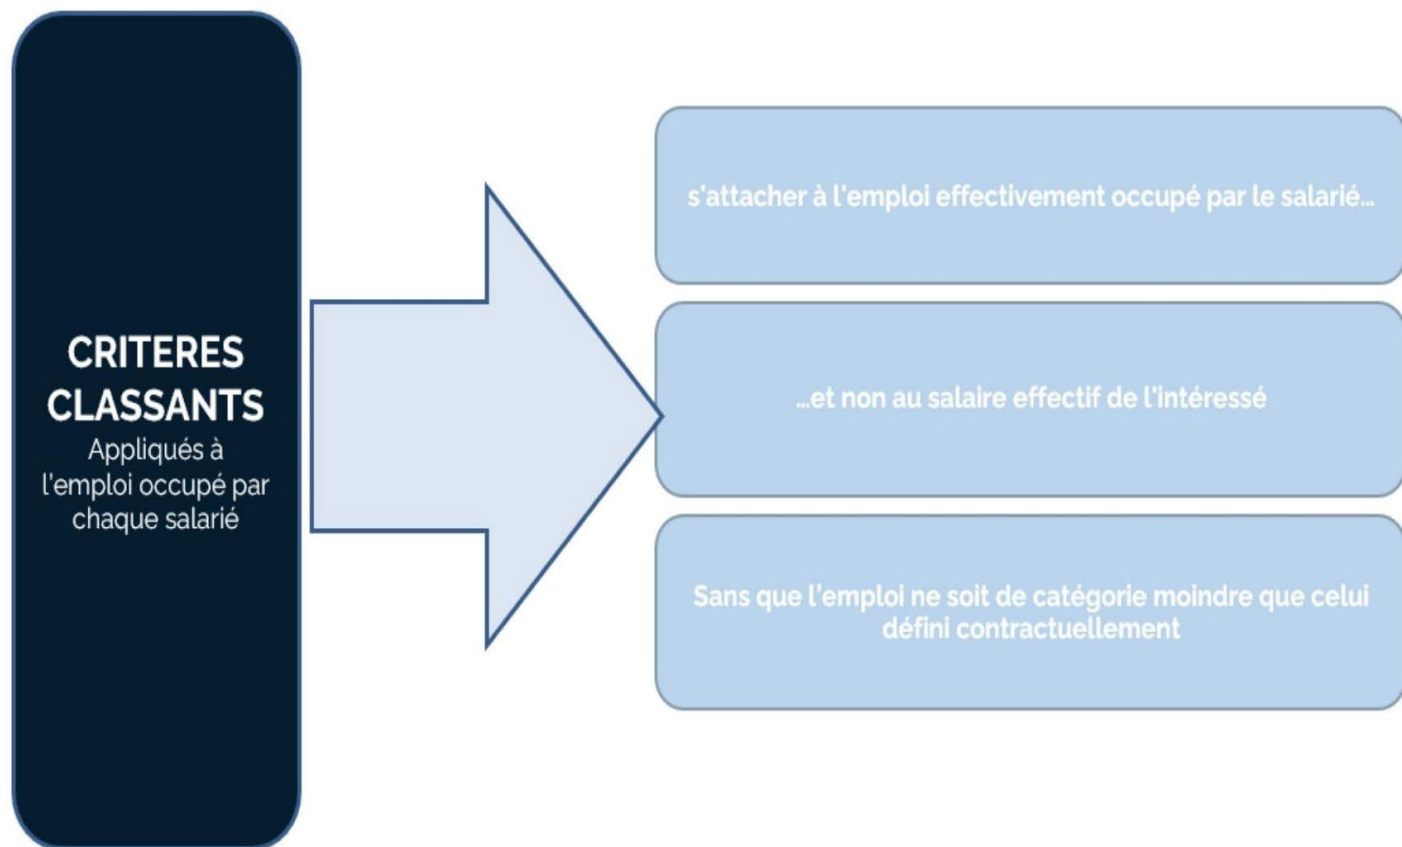 CRITERES
CLASSANTS
Appliqués à
l'emploi occupé par
chaque salarié
s'attacher à l'emploi effectivement occupé par le salarié...
...et non au salaire effectif de l'intéressé
Sans que l'emploi ne soit de catégorie moindre que celui
défini contractuellement